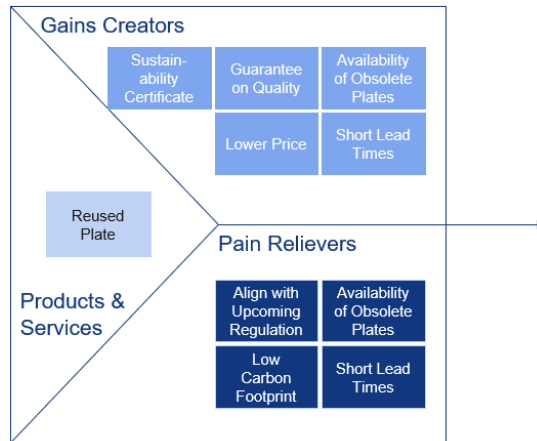 Gains Creators
Sustain-
ability
Certificate
Guarantee
on Quality
Availability
of Obsolete
Plates
Lower Price
Short Lead
Times
Reused
Plate
Products &
Services
Pain Relievers
Align with
Upcoming
Regulation
Availability
of Obsolete
Plates
Low
Carbon
Footprint
Short Lead
Times